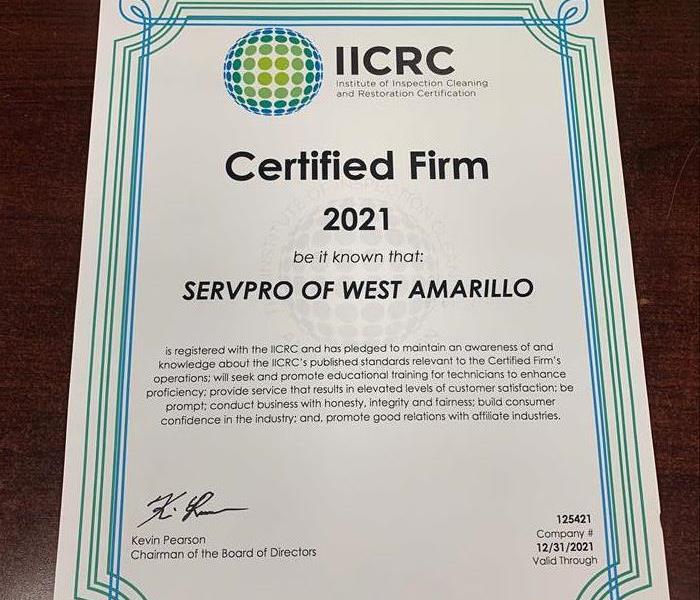 IICRC
Institute of Inspection Cleaning
and Restoration Certification
Certified Firm
2021
be it known that:
SERVPRO OF WEST AMARILLO
is registered with the IICRC and has pledged to maintain an awareness of and
knowledge about the IICRC's published standards relevant to the Certified Firm's
operations; will seek and promote educational training for technicians to enhance
proficiency; provide service that results in elevated levels of customer satisfaction; be
prompt; conduct business with honesty, integrity and fairness; build consumer
confidence in the industry; and, promote good relations with affiliate industries.
Kevin Pearson
Chairman of the Board of Directors
125421
Company #
12/31/2021
Valid Through